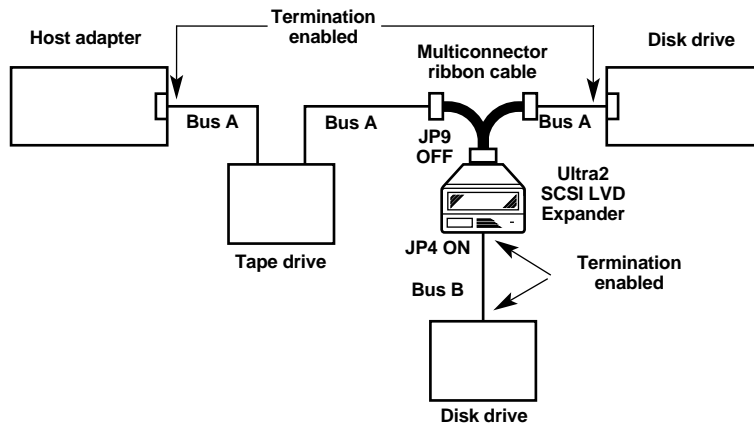 Termination
enabled
Host adapter
Multiconnector
ribbon cable
Disk drive
Bus A
Bus A
Bus A
JP9
OFF
Ultra2
SCSI LVD
Expander
Tape drive
JP4 ON
Bus B
Termination
enabled
Disk drive